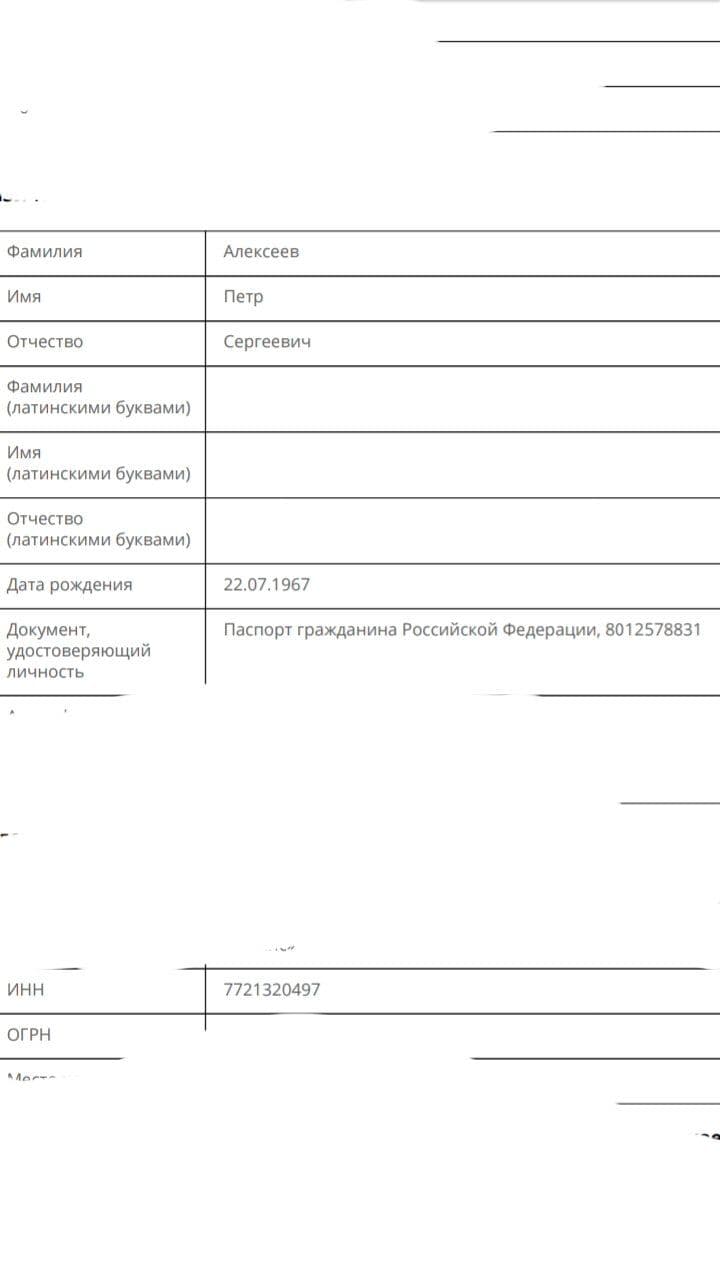 Фамилия Алексеев
Имя Петр
Отчество Сергеевич
Фамилия
(латинскими буквами)
Имя
(латинскими буквами)
Отчество
(латинскими буквами)
Дата рождения 22.07.1967
Документ, Паспорт гражданина Российской Федерации, 8012578831
удостоверяющий
личность
ИНН 7721320497
ОГРН